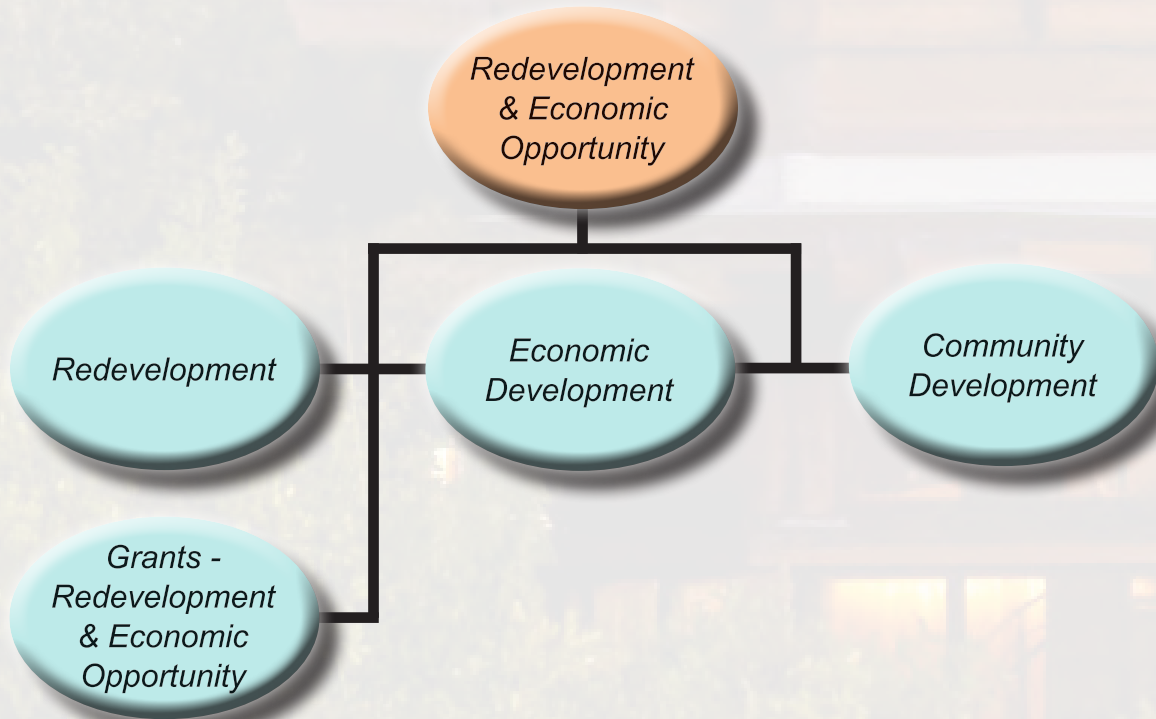 Redevelopment
& Economic
Opportunity
Redevelopment
Economic
Development
Community
Development
Grants -
Redevelopment
& Economic
Opportunity